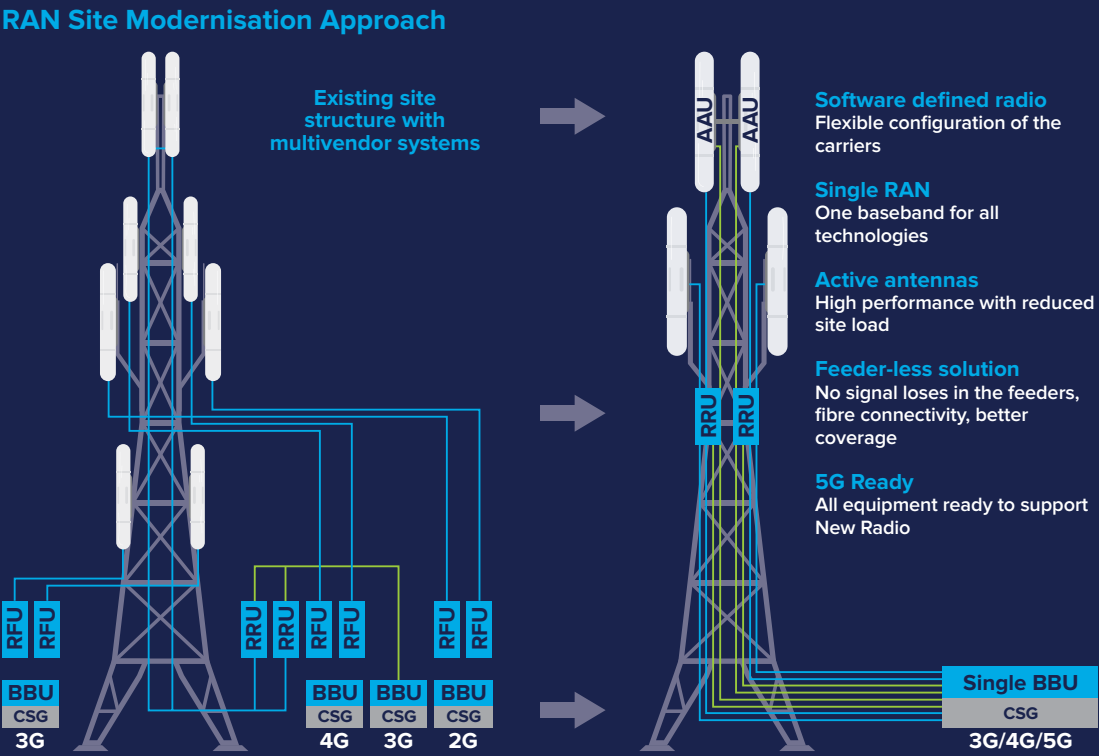 RAN Site Modernisation Approach
Existing site
structure with
multivendor systems
RFU
RFU
RRU
RRU
RFU
RFU
RFU
RFU
BBU
CSG
3G
BBU
CSG
4G
BBU
CSG
3G
BBU
CSG
2G
AAU
AAU
RRU
RRU
Single BBU
CSG
3G/4G/5G
Software defined radio
Flexible configuration of the
carriers
Single RAN
One baseband for all
technologies
Active antennas
High performance with reduced
site load
Feeder-less solution
No signal loses in the feeders,
fibre connectivity, better
coverage
5G Ready
All equipment ready to support
New Radio